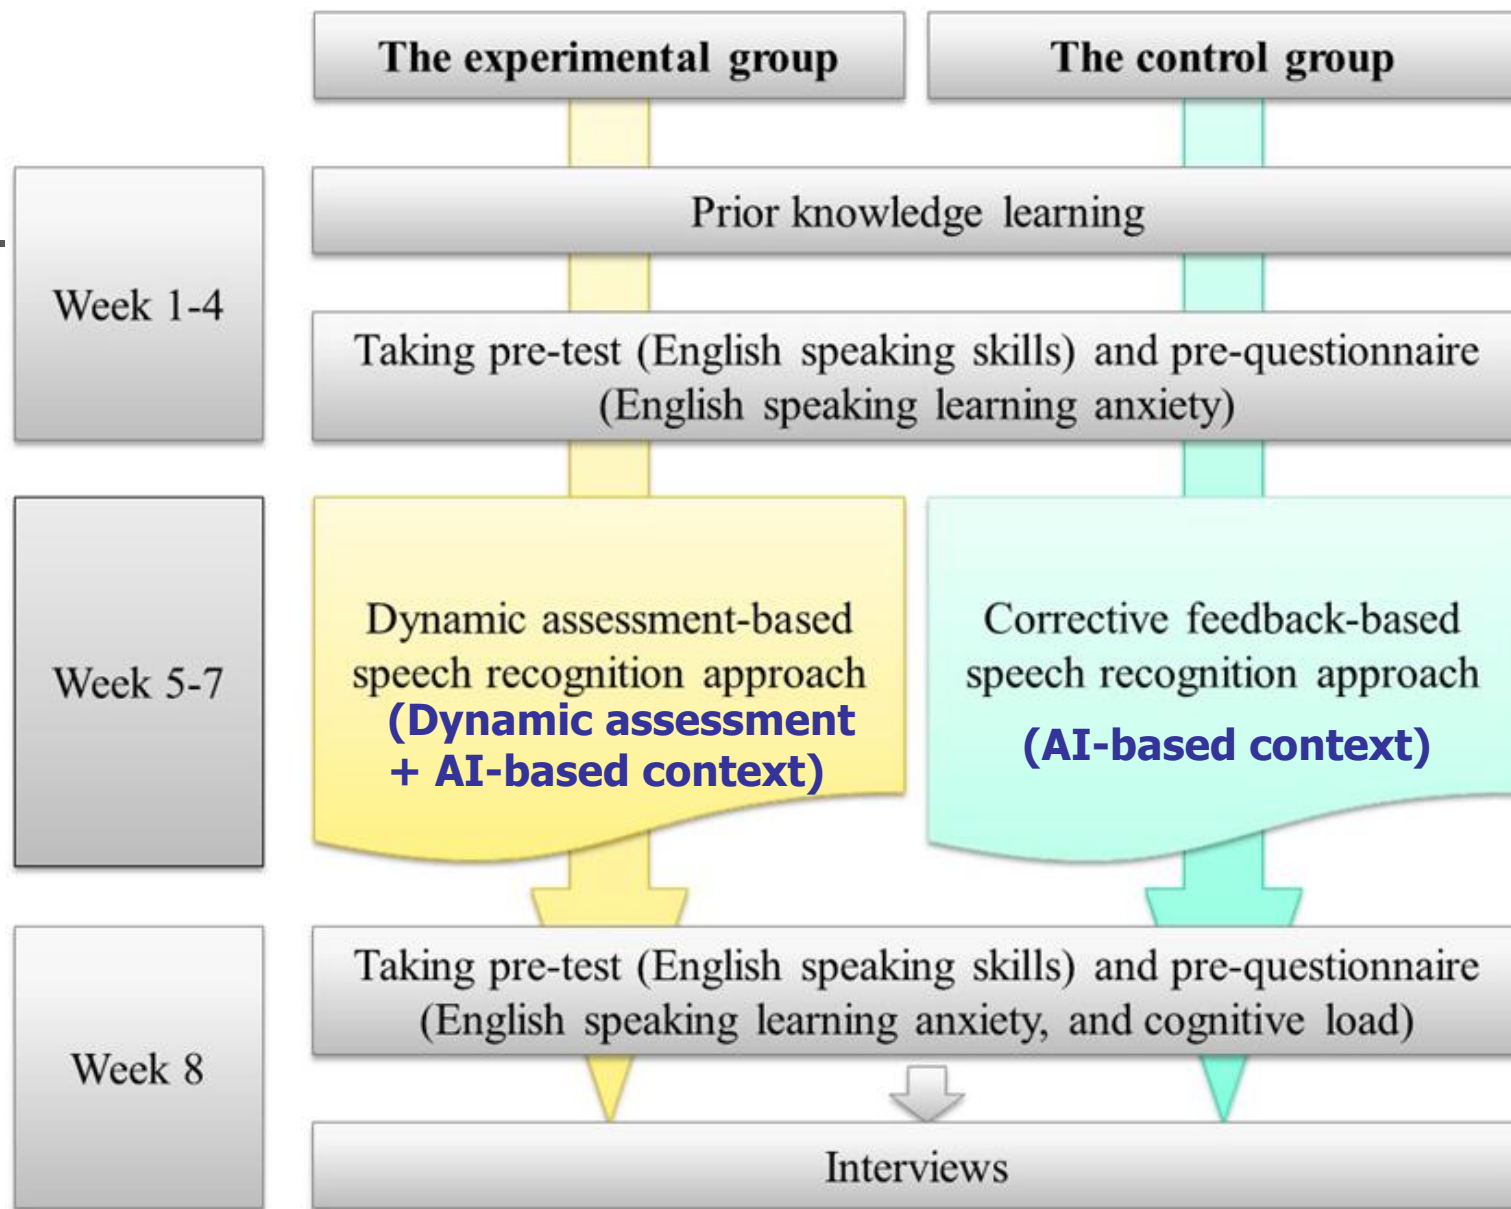 The experimental group
The control group
Week 1-4
Prior knowledge learning
Taking pre-test (English speaking skills) and pre-questionnaire
(English speaking learning anxiety)
Week 5-7
Dynamic assessment-based
speech recognition approach
(Dynamic assessment
+ AI-based context)
Corrective feedback-based
speech recognition approach
(AI-based context)
Week 8
Taking pre-test (English speaking skills) and pre-questionnaire
(English speaking learning anxiety, and cognitive load)
Interviews